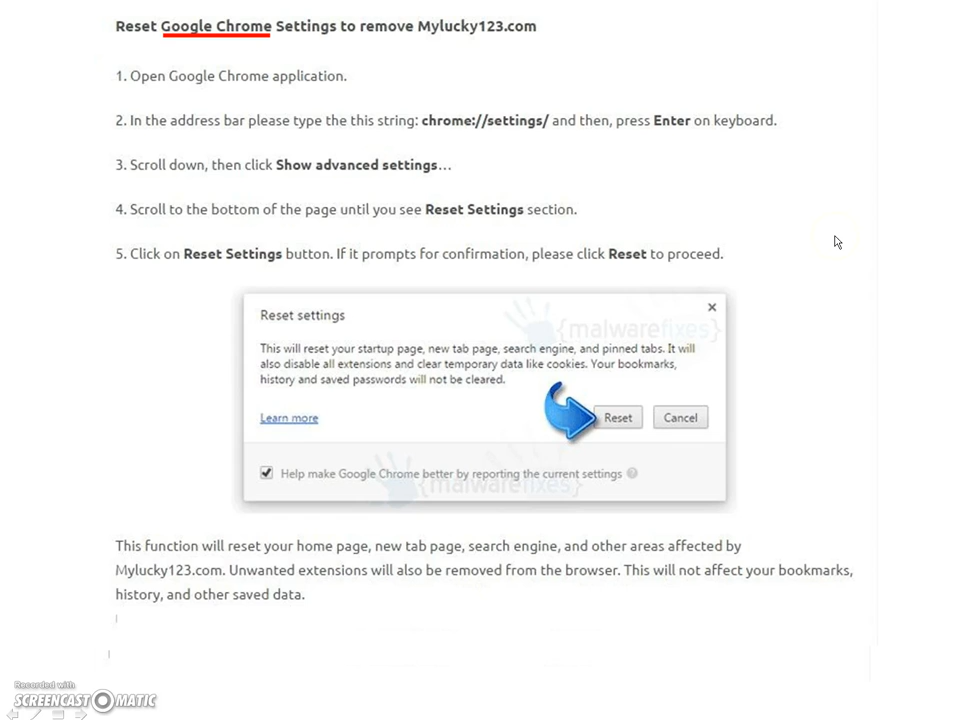 Reset Google Chrome Settings to remove Mylucky123.com
1. Open Google Chrome application.
2. In the address bar please type the this string: chrome://settings/ and then, press Enter on keyboard.
3. Scroll down, then click Show advanced settings…
4. Scroll to the bottom of the page until you see Reset Settings section.
5. Click on Reset Settings button. If it prompts for confirmation, please click Reset to proceed.
Reset settings
{malwarefixes}
This will reset your startup page, new tab page, search engine, and pinned tabs. It will
also disable all extensions and clear temporary data like cookies. Your bookmarks,
history and saved passwords will not be cleared.
Learn more Reset Cancel
Help make Google Chrome better by reporting the current settings
{malwarefixes}
This function will reset your home page, new tab page, search engine, and other areas affected by
Mylucky123.com. Unwanted extensions will also be removed from the browser. This will not affect your bookmarks,
history, and other saved data.
Recorded with
SCREENCAST MATIC